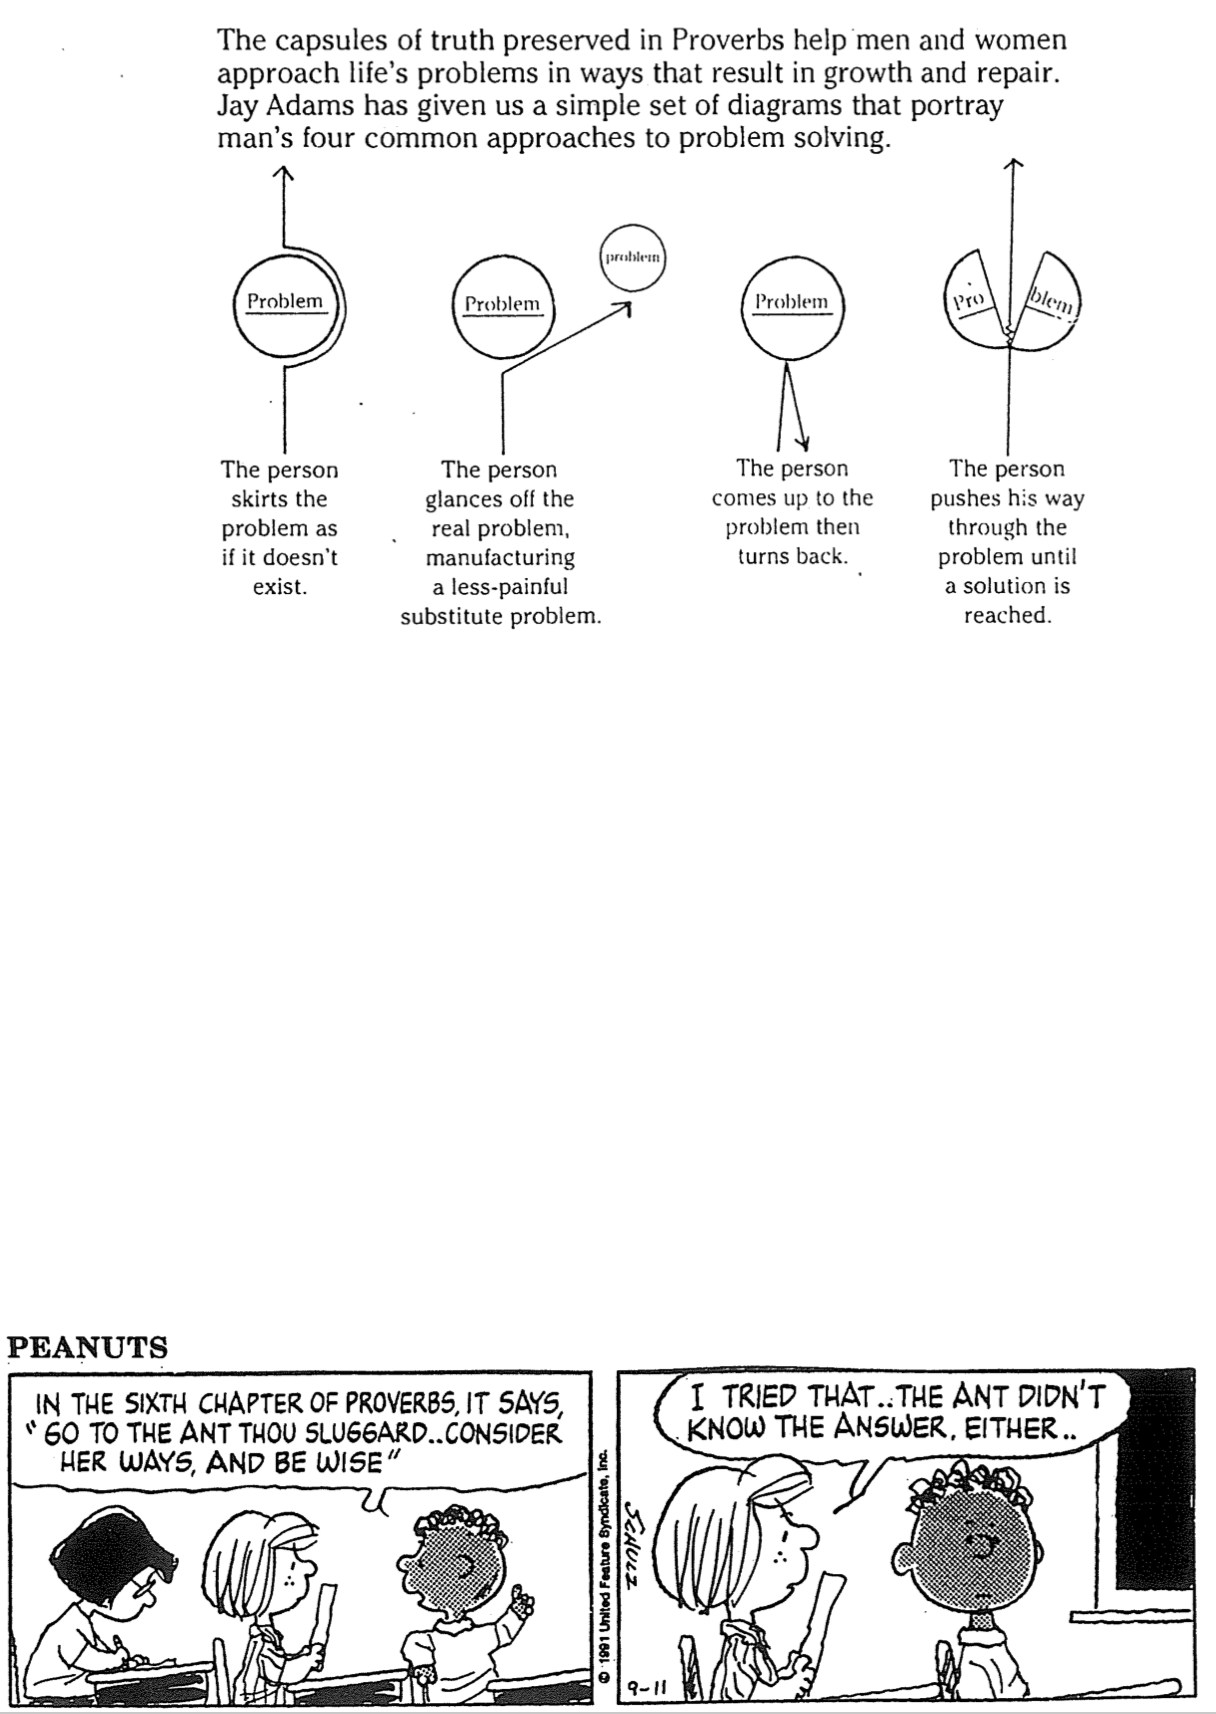 The capsules of truth preserved in Proverbs help men and women
approach life's problems in ways that result in growth and repair.
Jay Adams has given us a simple set of diagrams that portray
man's four common approaches to problem solving.
Problem
Problem
problem
Problem
Pro
blem
The person
skirts the
problem as
if it doesn't
exist.
The person
glances off the
real problem,
manufacturing
a less-painful
substitute problem.
The person
comes up to the
problem then
turns back.
The person
pushes his way
through the
problem until
a solution is
reached.
PEANUTS
IN THE SIXTH CHAPTER OF PROVERBS, IT SAYS,
"GO TO THE ANT THOU SLUGGARD..CONSIDER
HER WAYS, AND BE WISE"
© 1991 United Feature Syndicate, Inc.
I TRIED THAT...THE ANT DIDN'T
KNOW THE ANSWER, EITHER..
SCHULZ
9-11